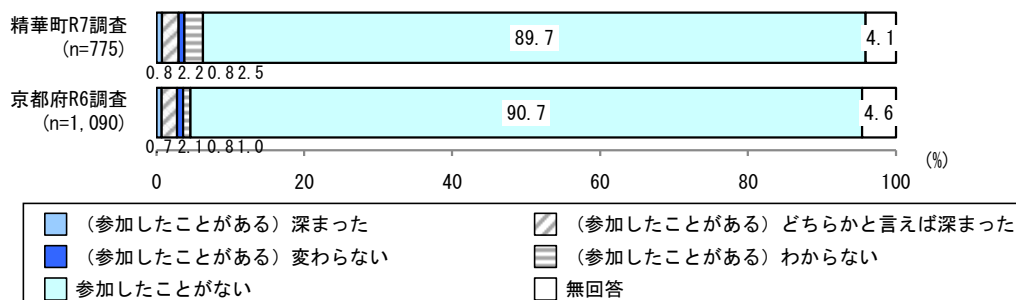 精華町R7調査
(n=775)
89.7
4.1
0.8 2.2 0.8 2.5
京都府R6調査
(n=1,090)
90.7
4.6
0.7 2.1 0.8 1.0
(%)
0 20 40 60 80 100
（参加したことがある）深まった
（参加したことがある）どちらかと言えば深まった
（参加したことがある）変わらない
（参加したことがある）わからない
参加したことがない
無回答